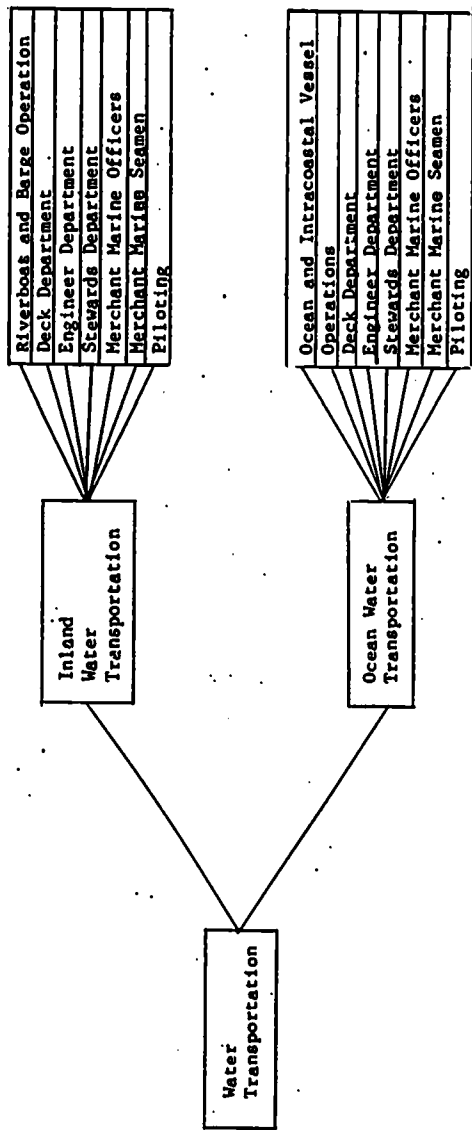 Water
Transportation
Inland
Water
Transportation
Riverboat and Barge Operation
Deck Department
Engineer Department
Stewards Department
Merchant Marine Officers
Merchant Marine Seamen
Piloting
Ocean Water
Transportation
Ocean and Intracoastal Vessel
Operations
Deck Department
Engineer Department
Stewards Department
Merchant Marine Officers
Merchant Marine Seamen
Piloting